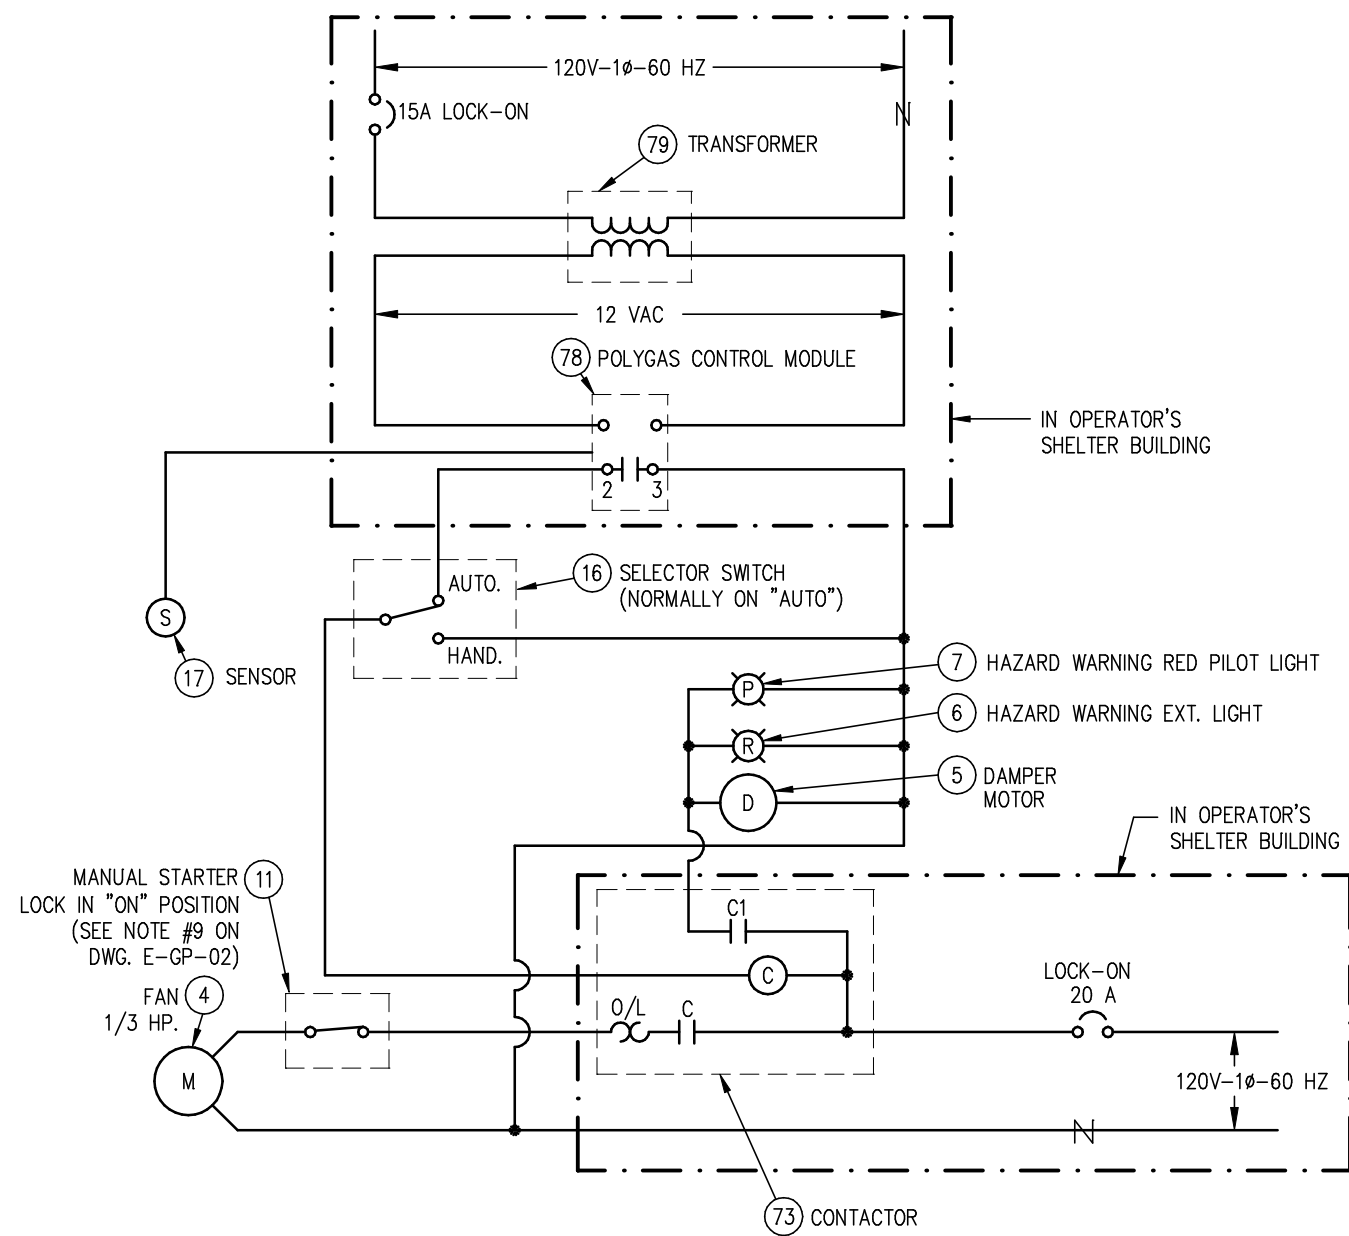 120V-1ø-60 HZ
15A LOCK-ON
N
79 TRANSFORMER
12 VAC
78 POLYGAS CONTROL MODULE
IN OPERATOR'S
SHELTER BUILDING
2 3
AUTO.
16 SELECTOR SWITCH
(NORMALLY ON "AUTO")
S
HAND.
17 SENSOR
7 HAZARD WARNING RED PILOT LIGHT
P
6 HAZARD WARNING EXT. LIGHT
R
5 DAMPER
MOTOR
D
IN OPERATOR'S
SHELTER BUILDING
MANUAL STARTER 11
LOCK IN "ON" POSITION
(SEE NOTE #9 ON
DWG. E-GP-02)
C1
C
LOCK-ON
20 A
FAN 4
1/3 HP.
O/L C
M
120V-1ø-60 HZ
N
73 CONTACTOR